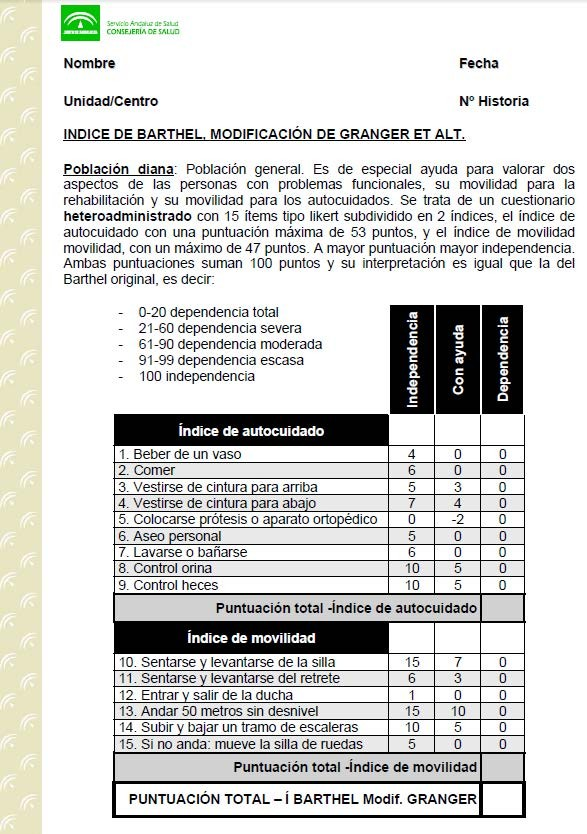 JUNTA DE ANDALUCIA
Servicio Andaluz de Salud
CONSEJERÍA DE SALUD
Nombre Fecha
Unidad/Centro Nº Historia
INDICE DE BARTHEL, MODIFICACIÓN DE GRANGER ET ALT.
Población diana: Población general. Es de especial ayuda para valorar dos
aspectos de las personas con problemas funcionales, su movilidad para la
rehabilitación y su movilidad para los autocuidados. Se trata de un cuestionario
heteroadministrado con 15 ítems tipo likert subdividido en 2 índices, el índice de
autocuidado con una puntuación máxima de 53 puntos, y el índice de movilidad
movilidad, con un máximo de 47 puntos. A mayor puntuación mayor independencia.
Ambas puntuaciones suman 100 puntos y su interpretación es igual que la del
Barthel original, es decir:
- 0-20 dependencia total
- 21-60 dependencia severa
- 61-90 dependencia moderada
- 91-99 dependencia escasa
- 100 independencia
Independencia Con ayuda Dependencia
Índice de autocuidado
1. Beber de un vaso 4 0 0
2. Comer 6 0 0
3. Vestirse de cintura para arriba 5 3 0
4. Vestirse de cintura para abajo 7 4 0
5. Colocarse prótesis o aparato ortopédico 0 -2 0
6. Aseo personal 5 0 0
7. Lavarse o bañarse 6 0 0
8. Control orina 10 5 0
9. Control heces 10 5 0
Puntuación total -Índice de autocuidado
Índice de movilidad
10. Sentarse y levantarse de la silla 15 7 0
11. Sentarse y levantarse del retrete 6 3 0
12. Entrar y salir de la ducha 1 0 0
13. Andar 50 metros sin desnivel 15 10 0
14. Subir y bajar un tramo de escaleras 10 5 0
15. Si no anda: mueve la silla de ruedas 5 0 0
Puntuación total -Índice de movilidad
PUNTUACIÓN TOTAL – Í BARTHEL Modif. GRANGER